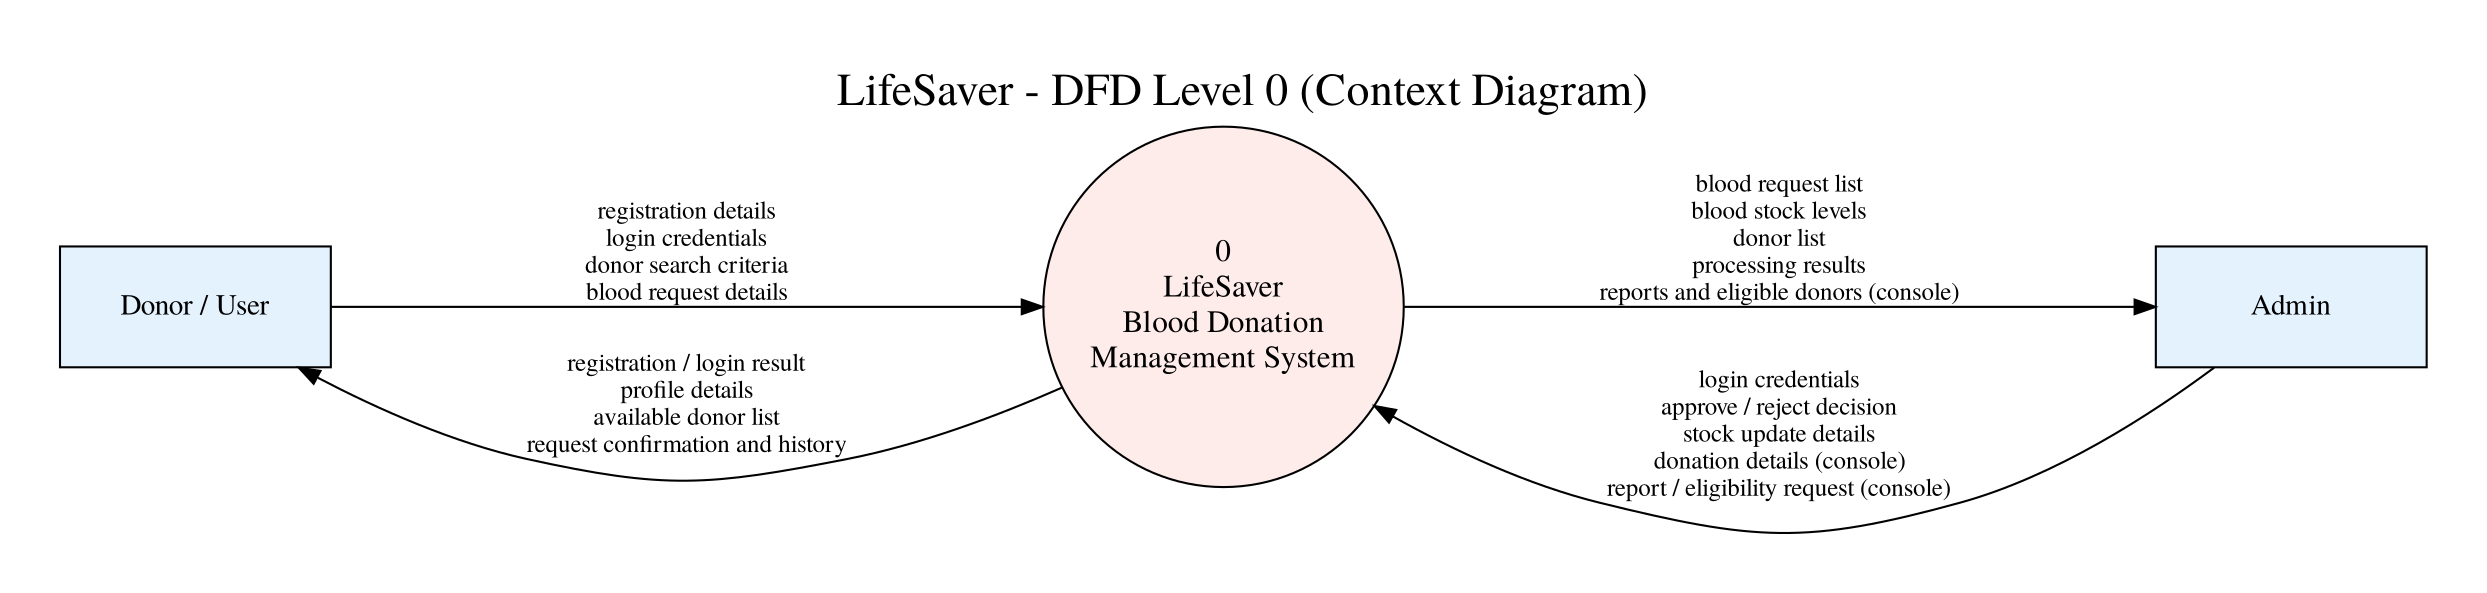 LifeSaver - DFD Level 0 (Context Diagram)
Donor / User
registration details
login credentials
donor search criteria
blood request details
registration / login result
profile details
available donor list
request confirmation and history
0
LifeSaver
Blood Donation
Management System
blood request list
blood stock levels
donor list
processing results
reports and eligible donors (console)
login credentials
approve / reject decision
stock update details
donation details (console)
report / eligibility request (console)
Admin